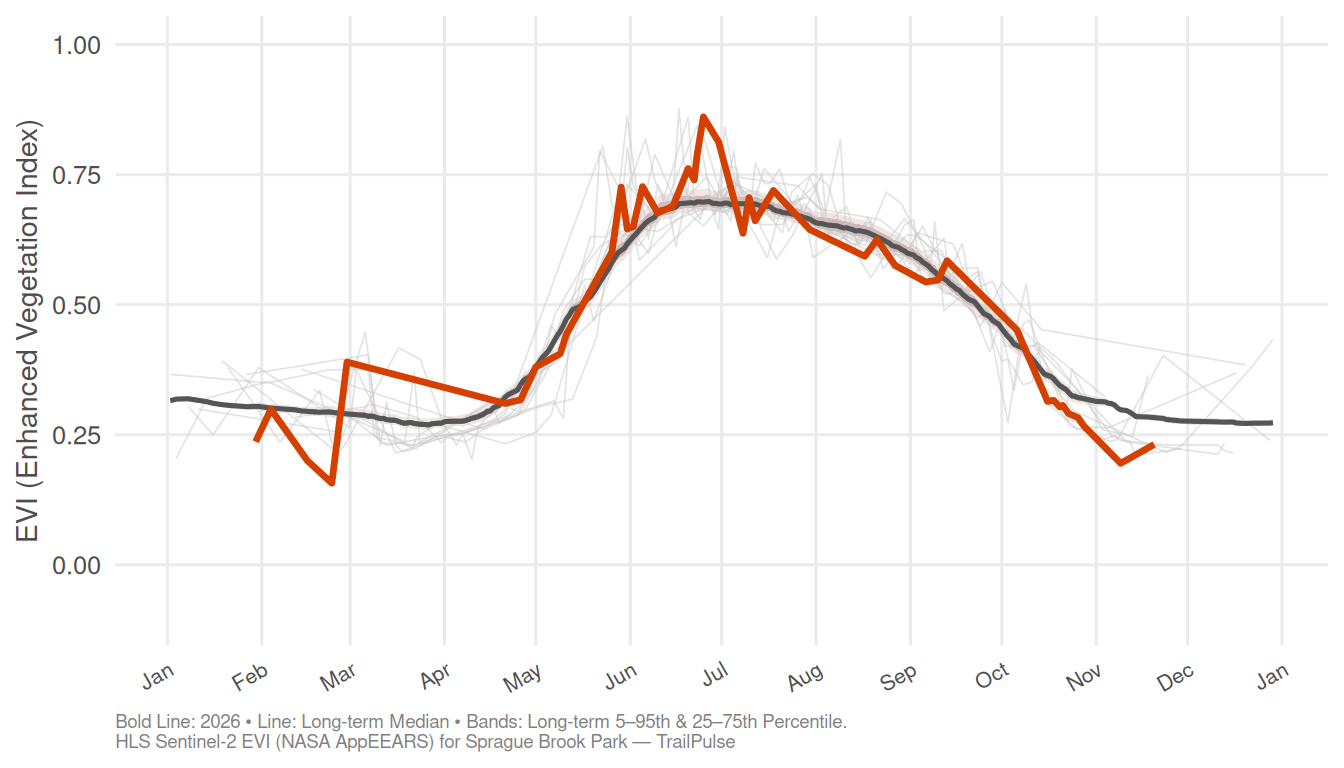 1.00
0.75
0.50
0.25
0.00
EVI (Enhanced Vegetation Index)
Jan Feb Mar Apr May Jun Jul Aug Sep Oct Nov Dec Jan
Bold Line: 2026 • Line: Long-term Median • Bands: Long-term 5–95th & 25–75th Percentile.
HLS Sentinel-2 EVI (NASA AppEEARS) for Sprague Brook Park — TrailPulse